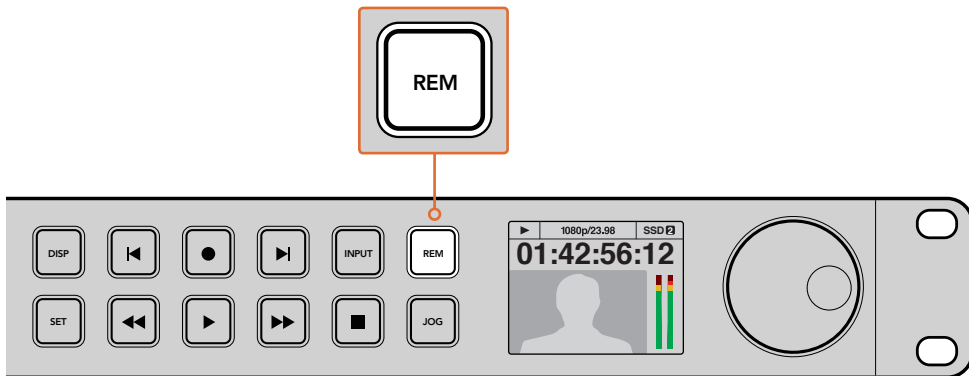 REM
DISP
INPUT
REM
1080p/23.98
SSD 2
01:42:56:12
SET
JOG